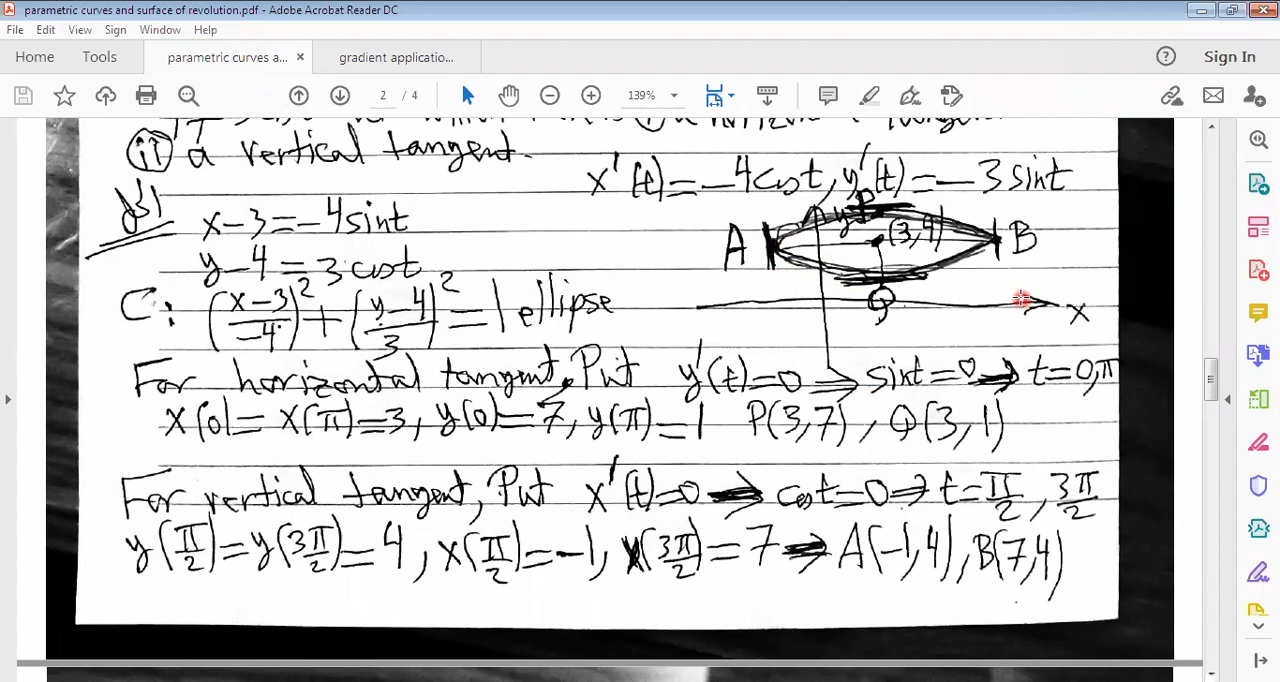 parametric curves and surface of revolution.pdf - Adobe Acrobat Reader DC
File Edit View Sign Window Help
Home Tools parametric curves a... × gradient applicatio... Sign In
2 / 4 139%
a horizontal tangent
(ii) a vertical tangent.
x'(t)=-4cost, y'(t)=-3sint
x-3=-4sint
y-4=3cost
C: ((x-3)/-4)^2+((y-4)/3)^2=1 ellipse
y P
A (3,4) B
Q
x
For horizontal tangent, Put y'(t)=0 ⇒ sint=0 ⇒ t=0,π
x(0)=x(π)=3, y(0)=7, y(π)=1 P(3,7), Q(3,1)
For vertical tangent, Put x'(t)=0 ⇒ cost=0 ⇒ t=π/2, 3π/2
y(π/2)=y(3π/2)=4, x(π/2)=-1, x(3π/2)=7 ⇒ A(-1,4), B(7,4)